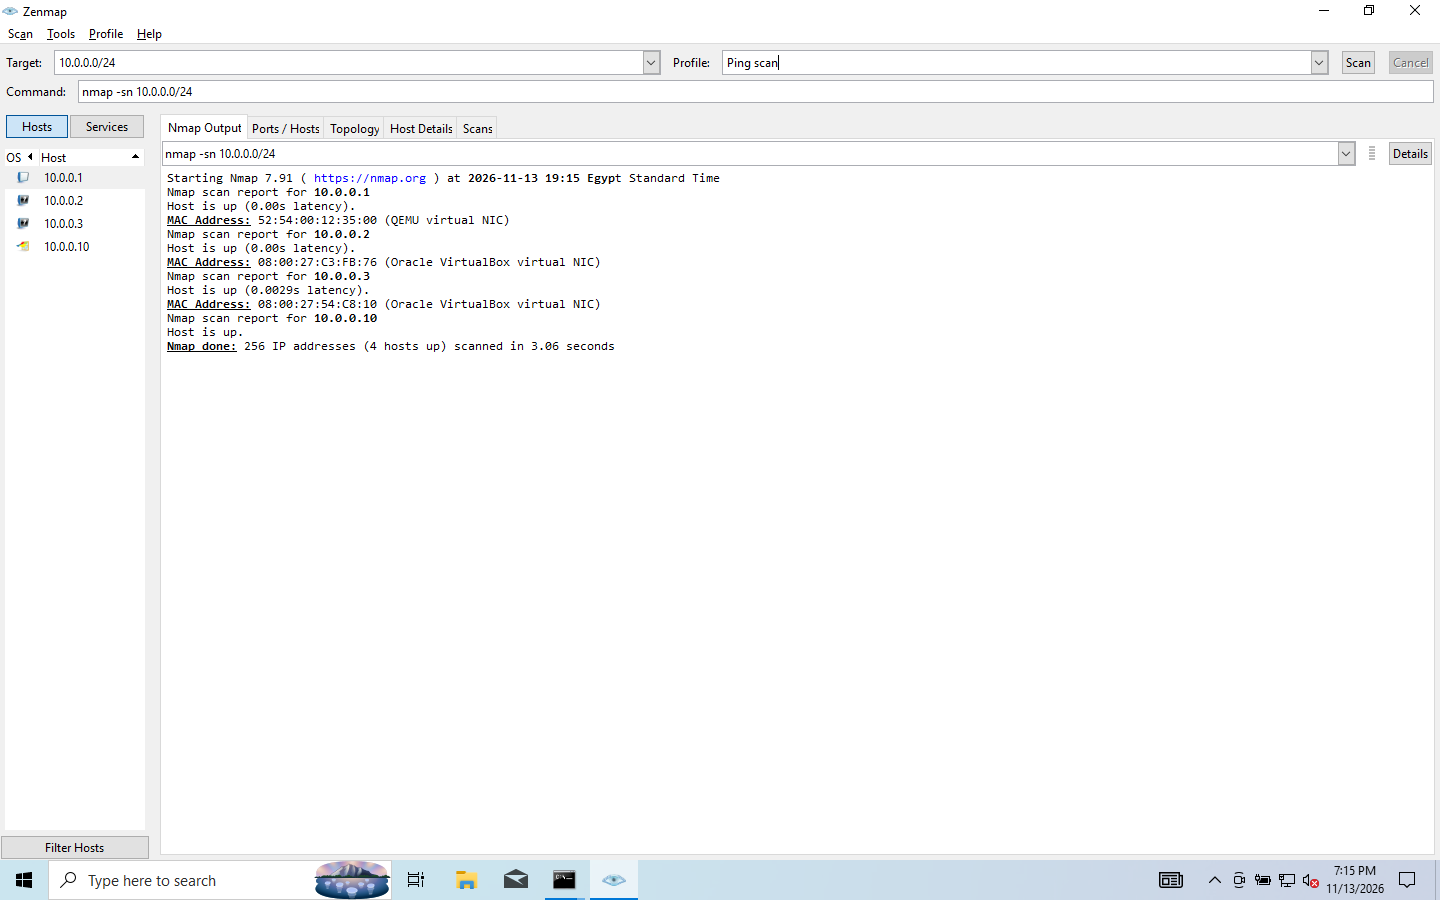 Zenmap
Scan Tools Profile Help
Target: 10.0.0.0/24 Profile: Ping scan Scan Cancel
Command: nmap -sn 10.0.0.0/24
Hosts Services
Nmap Output Ports / Hosts Topology Host Details Scans
OS Host
10.0.0.1
10.0.0.2
10.0.0.3
10.0.0.10
nmap -sn 10.0.0.0/24 Details
Starting Nmap 7.91 ( https://nmap.org ) at 2026-11-13 19:15 Egypt Standard Time
Nmap scan report for 10.0.0.1
Host is up (0.00s latency).
MAC Address: 52:54:00:12:35:00 (QEMU virtual NIC)
Nmap scan report for 10.0.0.2
Host is up (0.00s latency).
MAC Address: 08:00:27:C3:FB:76 (Oracle VirtualBox virtual NIC)
Nmap scan report for 10.0.0.3
Host is up (0.0029s latency).
MAC Address: 08:00:27:54:C8:10 (Oracle VirtualBox virtual NIC)
Nmap scan report for 10.0.0.10
Host is up.
Nmap done: 256 IP addresses (4 hosts up) scanned in 3.06 seconds
Filter Hosts
Type here to search
7:15 PM
11/13/2026